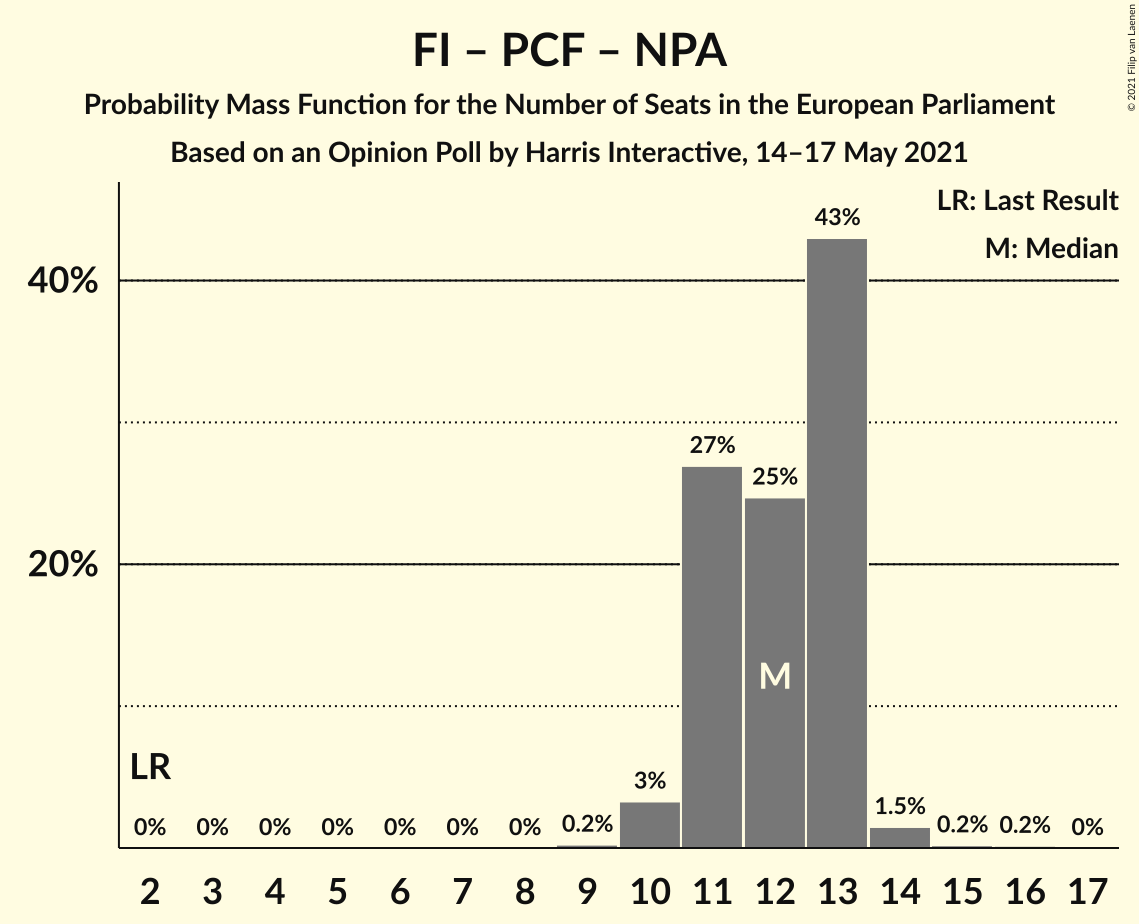 FI – PCF – NPA
Probability Mass Function for the Number of Seats in the European Parliament
Based on an Opinion Poll by Harris Interactive, 14–17 May 2021
© 2021 Filip van Laenen
LR: Last Result
M: Median
43%
40%
27%
25%
20%
M
LR
3%
0% 0% 0% 0% 0% 0% 0% 0.2% 1.5% 0.2% 0.2% 0%
2 3 4 5 6 7 8 9 10 11 12 13 14 15 16 17